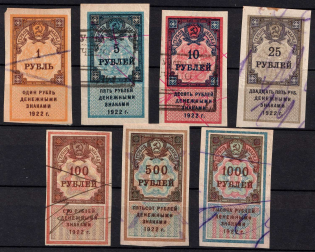 1
РУБЛЬ
ОДИН РУБЛЬ
ДЕНЕЖНЫМИ
ЗНАКАМИ
1922 г.
5
РУБЛЕЙ
ПЯТЬ РУБЛЕЙ
ДЕНЕЖНЫМИ
ЗНАКАМИ
1922 г.
10
РУБЛЕЙ
ДЕСЯТЬ РУБЛЕЙ
ДЕНЕЖНЫМИ
ЗНАКАМИ
1922 г.
25
РУБЛЕЙ
ДВАДЦАТЬ ПЯТЬ РУБ.
ДЕНЕЖНЫМИ
ЗНАКАМИ
1922 г.
100
РУБЛЕЙ
СТО РУБЛЕЙ
ДЕНЕЖНЫМИ
ЗНАКАМИ
1922 г.
500
РУБЛЕЙ
ПЯТЬСОТ РУБЛЕЙ
ДЕНЕЖНЫМИ
ЗНАКАМИ
1922 г.
1000
РУБЛЕЙ
ТЫСЯЧА РУБЛЕЙ
ДЕНЕЖНЫМИ
ЗНАКАМИ
1922 г.